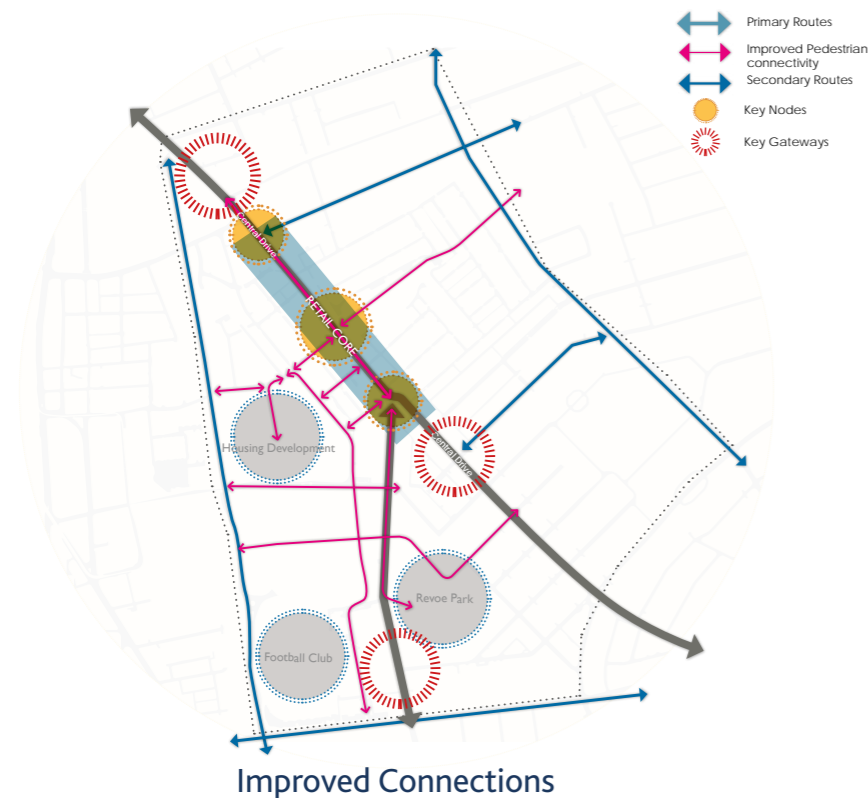 Primary Routes
Improved Pedestrian
connectivity
Secondary Routes
Key Nodes
Key Gateways
Central Drive
RETAIL CORE
Central Drive
Housing Development
Revoe Park
Football Club
Improved Connections